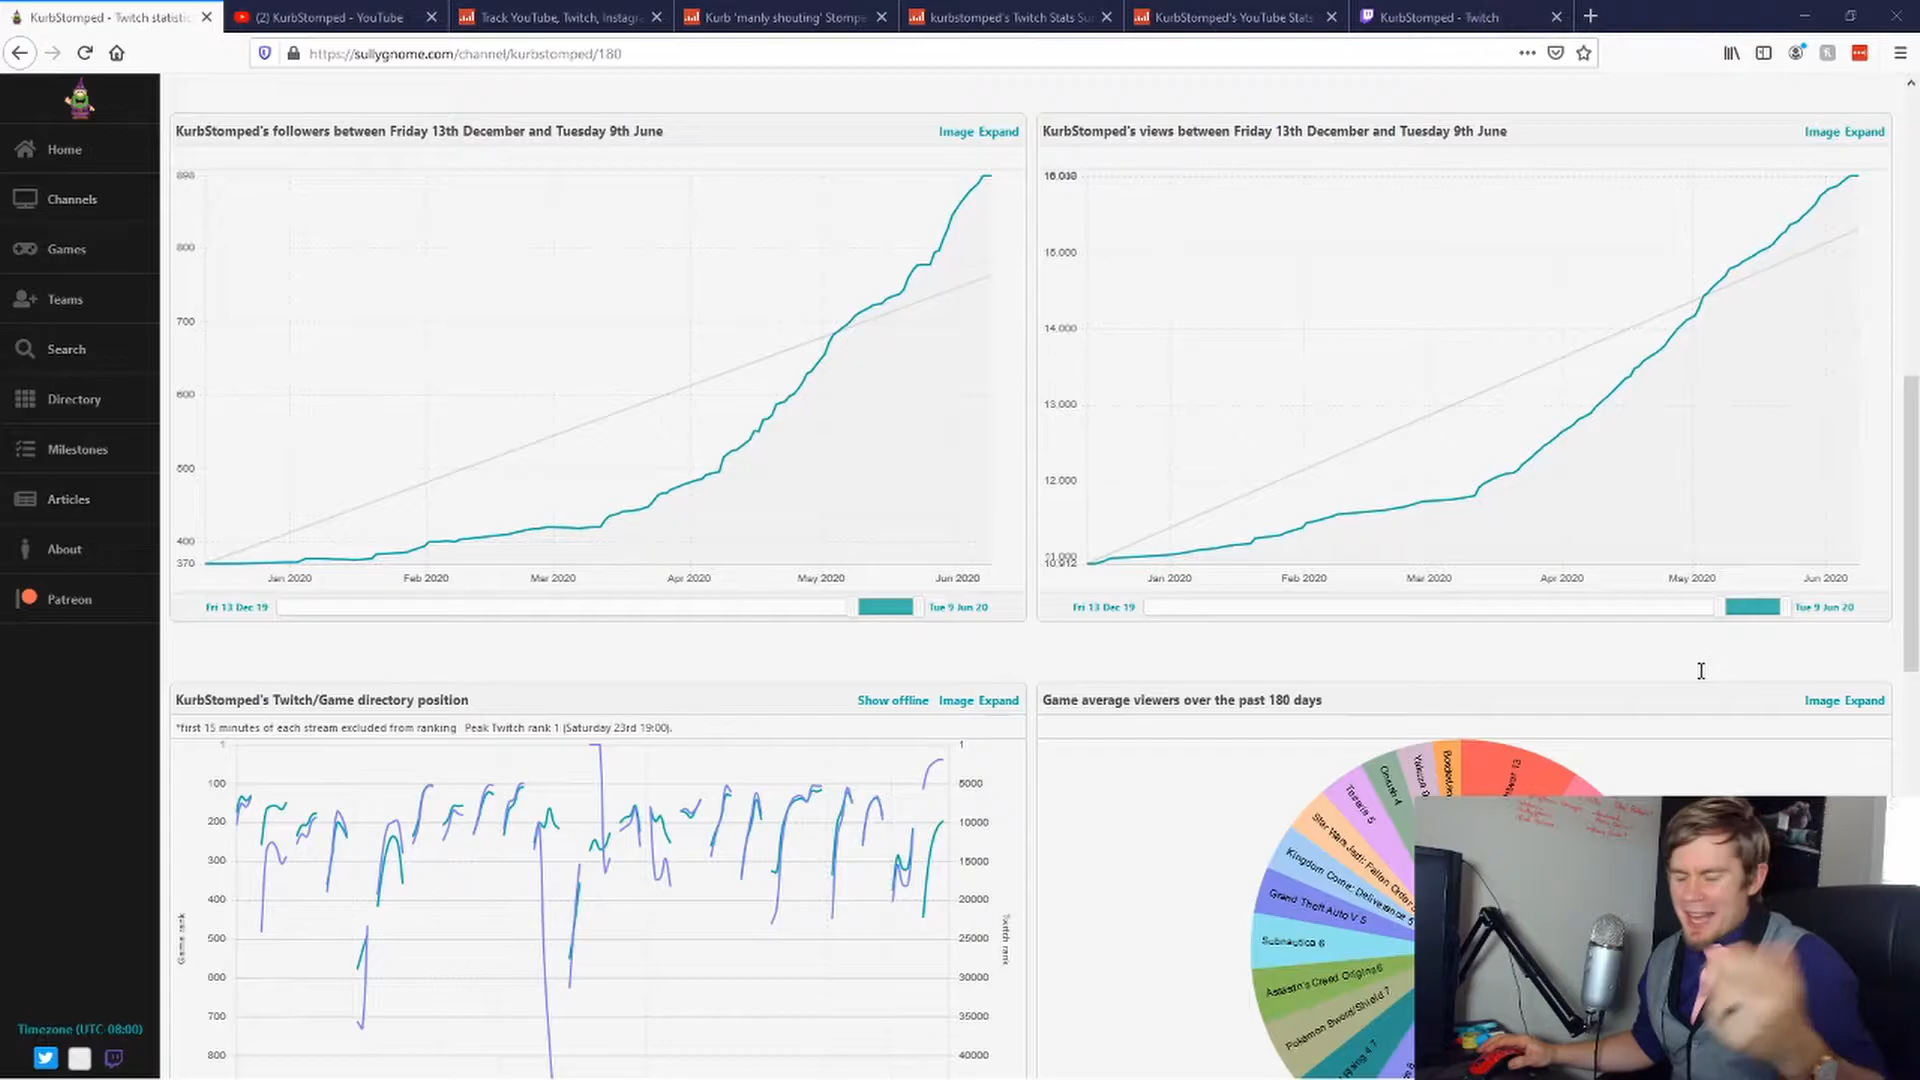 KurbStomped - Twitch statistic
(2) KurbStomped - YouTube
Track YouTube, Twitch, Instagr
Kurb 'manly shouting' Stompe
kurbstomped's Twitch Stats Su
KurbStomped's YouTube Stats
KurbStomped - Twitch
https://sullygnome.com/channel/kurbstomped/180
Home
Channels
Games
Teams
Search
Directory
Milestones
Articles
About
Patreon
Timezone (UTC-08:00)
KurbStomped's followers between Friday 13th December and Tuesday 9th June
Image Expand
898
800
700
600
500
400
370
Jan 2020
Feb 2020
Mar 2020
Apr 2020
May 2020
Jun 2020
Fri 13 Dec 19
Tue 9 Jun 20
KurbStomped's views between Friday 13th December and Tuesday 9th June
Image Expand
15,000
14,000
13,000
12,000
Jan 2020
Feb 2020
Mar 2020
Apr 2020
May 2020
Jun 2020
Fri 13 Dec 19
Tue 9 Jun 20
KurbStomped's Twitch/Game directory position
Show offline Image Expand
*first 15 minutes of each stream excluded from ranking Peak Twitch rank 1 (Saturday 23rd 19:00).
1
100
200
300
400
500
600
700
800
Game rank
1
5000
10000
15000
20000
25000
30000
35000
40000
Twitch rank
Game average viewers over the past 180 days
Image Expand
Star Wars Jedi: Fallen Order
Kingdom Come: Deliverance 5
Grand Theft Auto V 5
Subnautica 6
Assassin's Creed Origins 6
Pokémon Sword/Shield 7